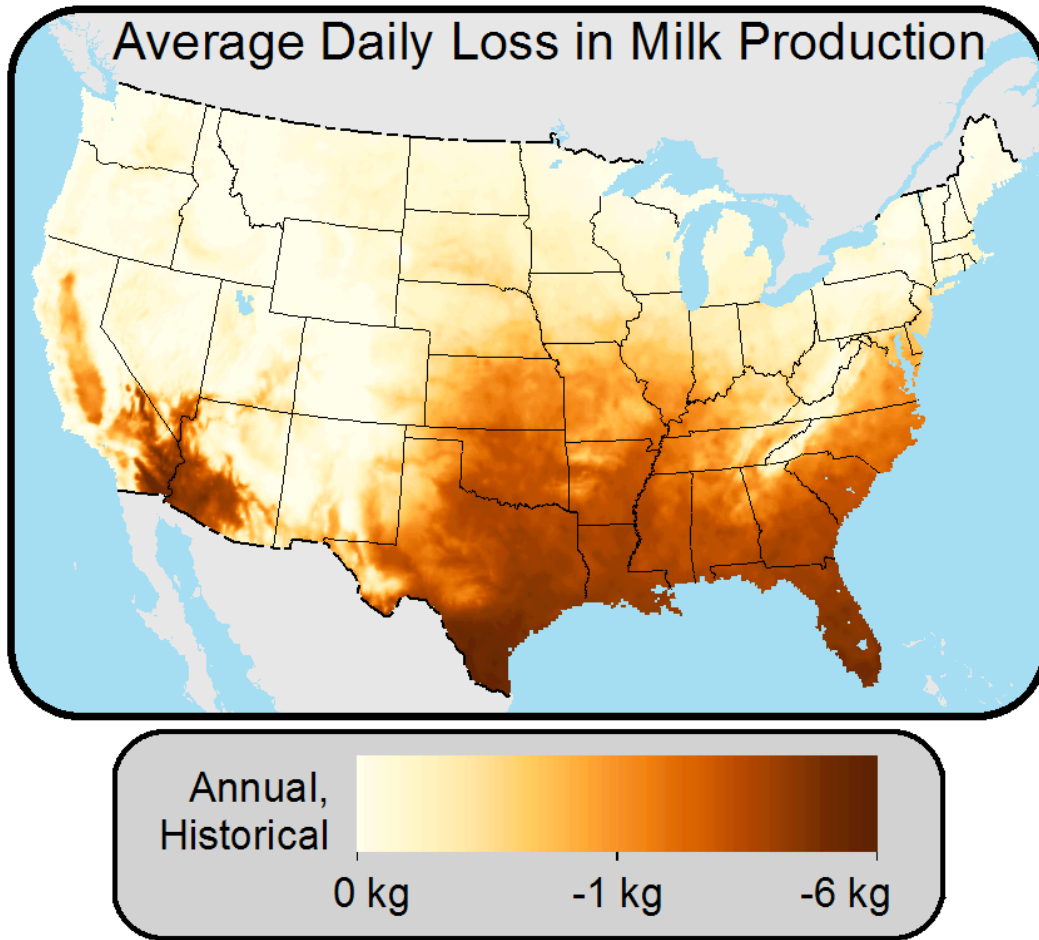 Average Daily Loss in Milk Production
Annual,
Historical
0 kg
-1 kg
-6 kg